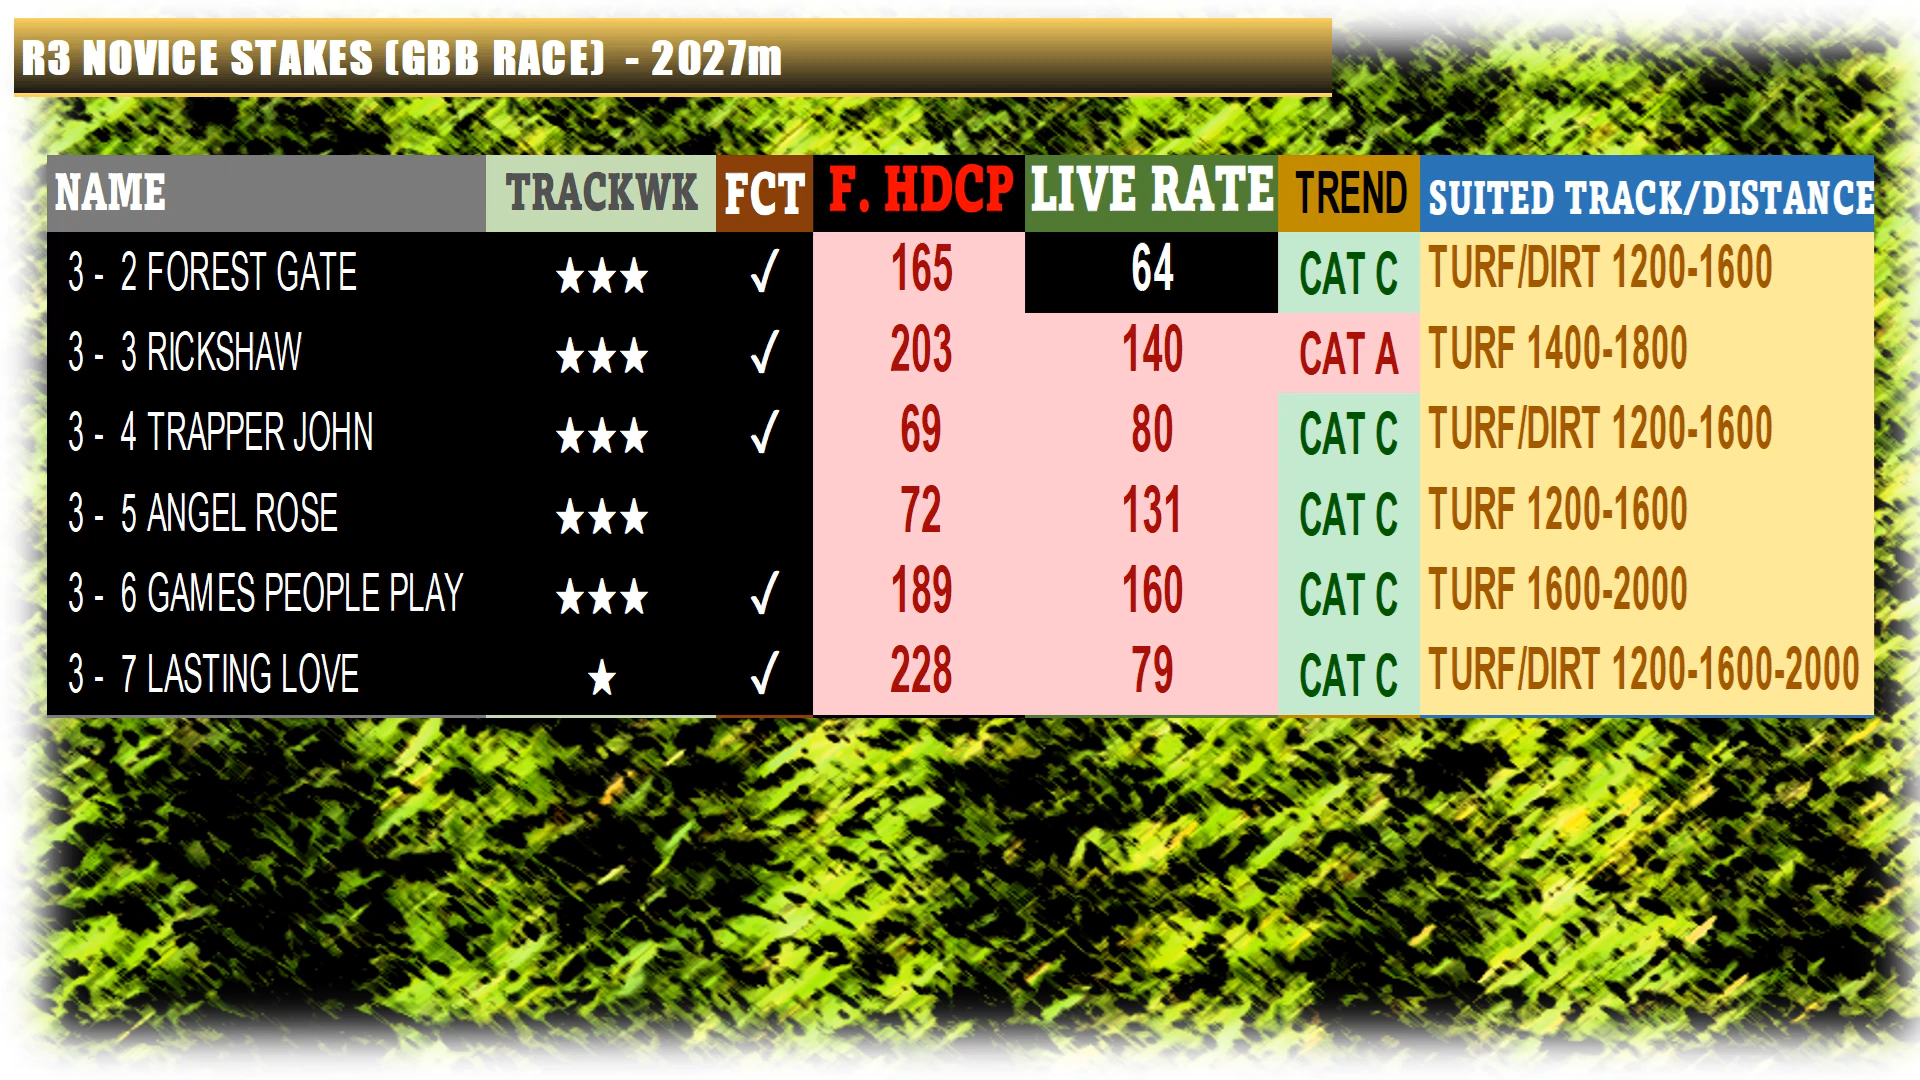 R3 NOVICE STAKES (GBB RACE) - 2027m
NAME TRACKWK FCT F. HDCP LIVE RATE TREND SUITED TRACK/DISTANCE
3 - 2 FOREST GATE ★★★ √ 165 64 CAT C TURF/DIRT 1200-1600
3 - 3 RICKSHAW ★★★ √ 203 140 CAT A TURF 1400-1800
3 - 4 TRAPPER JOHN ★★★ √ 69 80 CAT C TURF/DIRT 1200-1600
3 - 5 ANGEL ROSE ★★★ 72 131 CAT C TURF 1200-1600
3 - 6 GAMES PEOPLE PLAY ★★★ √ 189 160 CAT C TURF 1600-2000
3 - 7 LASTING LOVE ★ √ 228 79 CAT C TURF/DIRT 1200-1600-2000